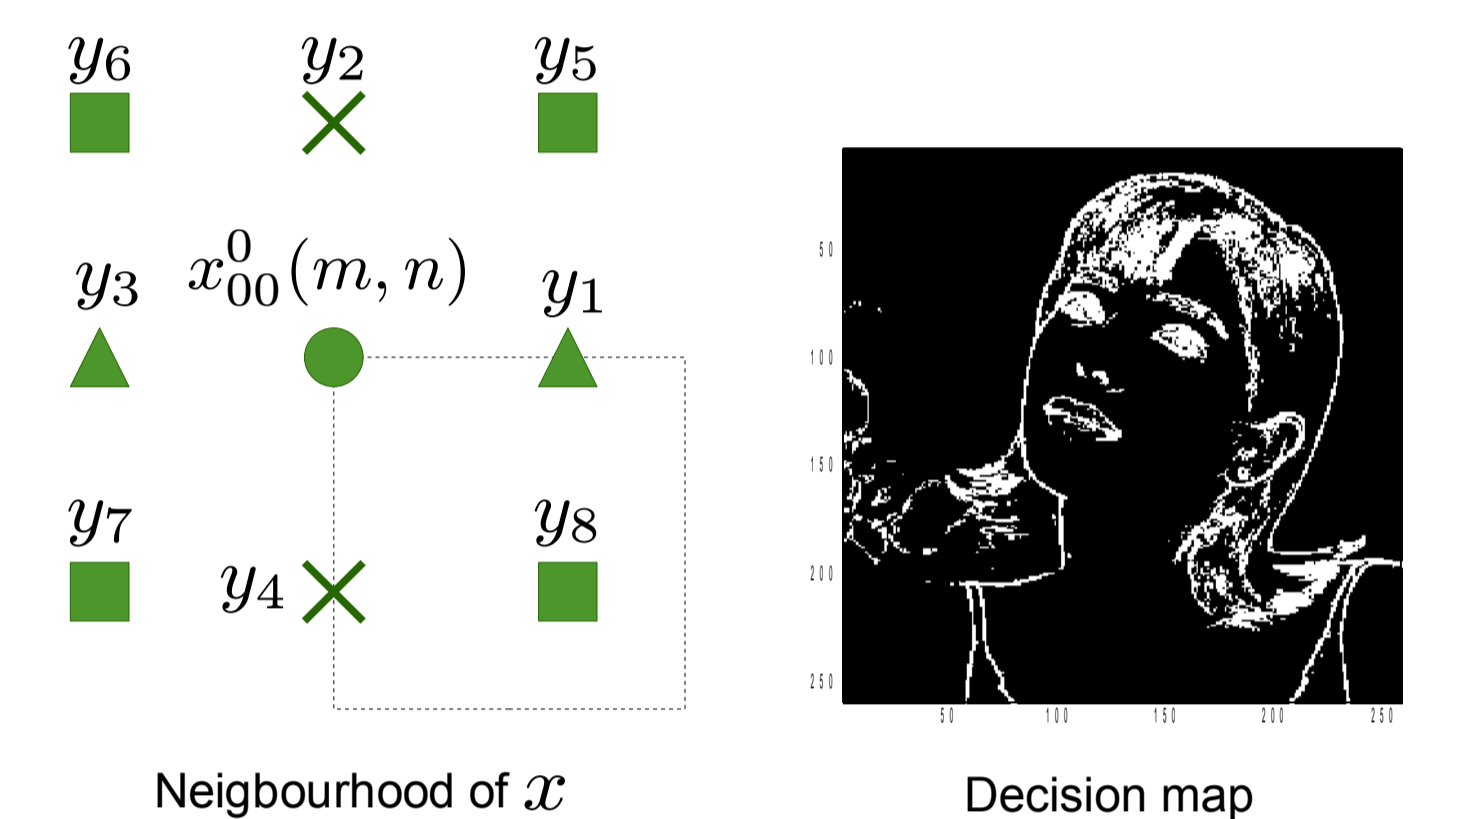 y₆ y₂ y₅
y₃ x⁰₀₀(m, n) y₁
y₇ y₄ y₈
Neigbourhood of x
50
100
150
200
250
50 100 150 200 250
Decision map